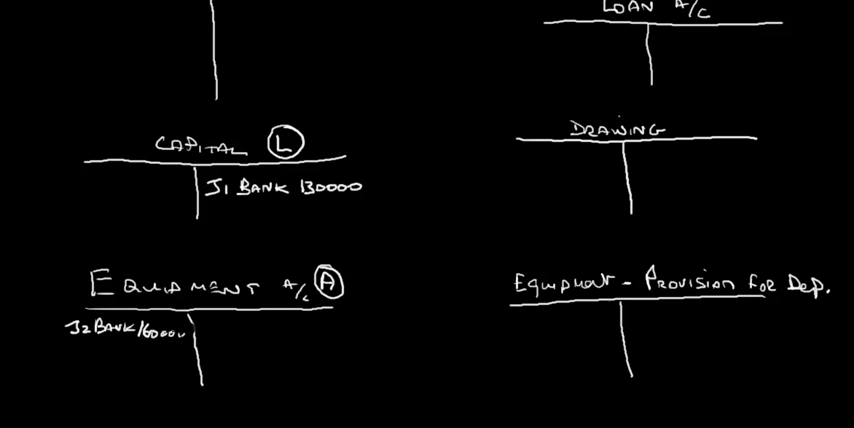 LOAN A/C
CAPITAL L
J1 BANK 130000
DRAWING
EQUIPMENT A/C A
J2 BANK 160000
EQUIPMENT - PROVISION FOR DEP.